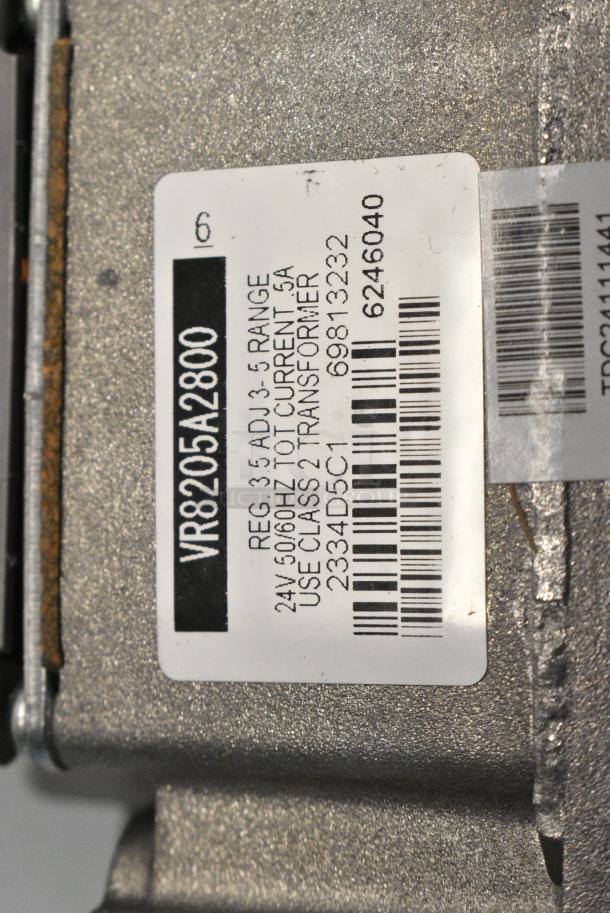 6
VR8205A2800
REG. 3.5 ADJ 3- 5 RANGE
24V 50/60HZ TOT CURRENT .5A
USE CLASS 2 TRANSFORMER
2334D5C1 69813232
6246040